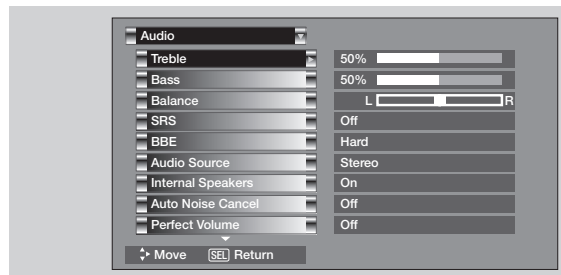 Audio
Treble 50%
Bass 50%
Balance L R
SRS Off
BBE Hard
Audio Source Stereo
Internal Speakers On
Auto Noise Cancel Off
Perfect Volume Off
Move SEL Return